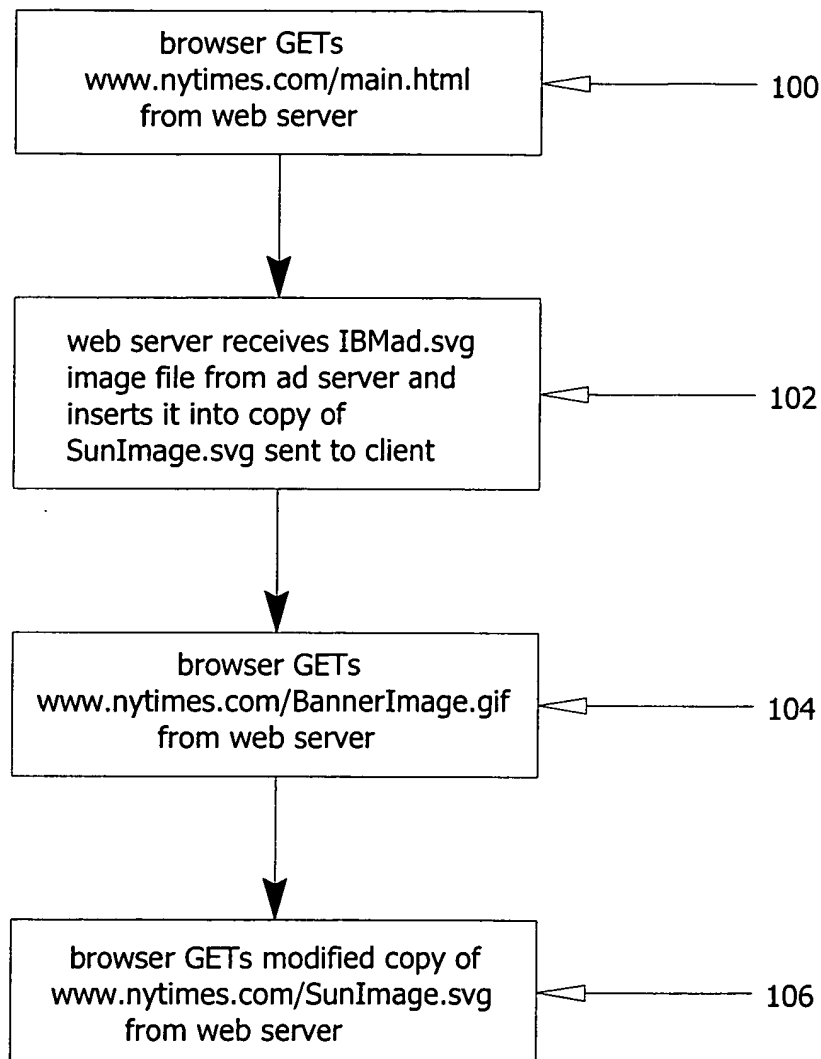 browser GETs
www.nytimes.com/main.html
from web server
100
web server receives IBMad.svg
image file from ad server and
inserts it into copy of
SunImage.svg sent to client
102
browser GETs
www.nytimes.com/BannerImage.gif
from web server
104
browser GETs modified copy of
www.nytimes.com/SunImage.svg
from web server
106